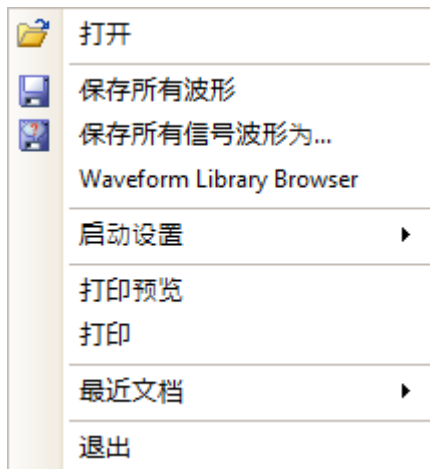 打开
保存所有波形
保存所有信号波形为...
Waveform Library Browser
启动设置
打印预览
打印
最近文档
退出